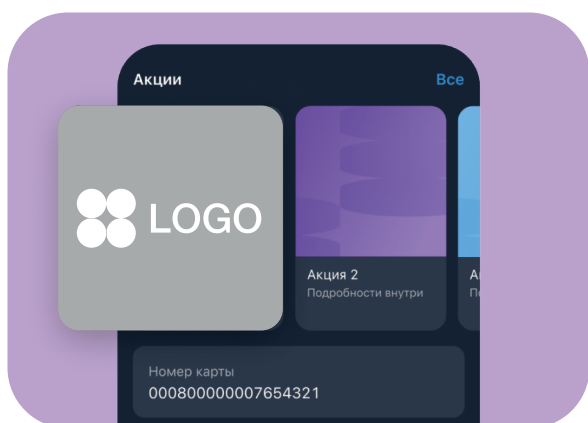 Акции
Все
LOGO
Акция 2
Подробности внутри
Номер карты
000800000007654321